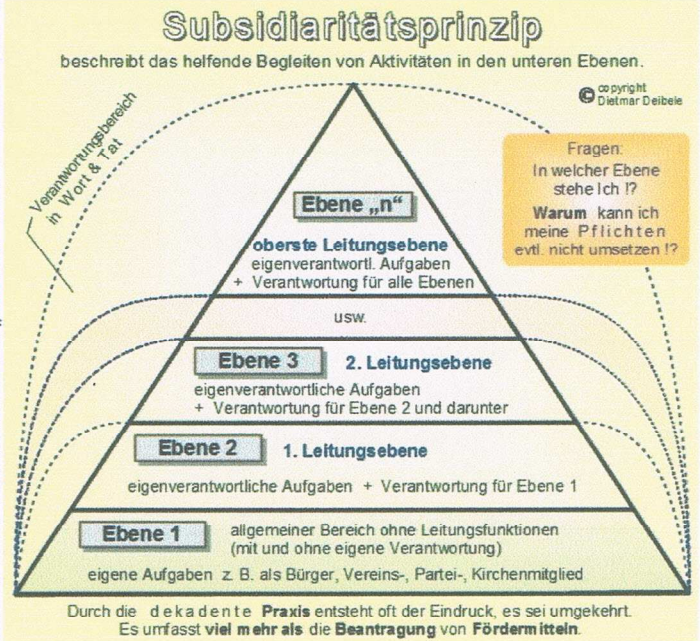 Subsidiaritätsprinzip
beschreibt das helfende Begleiten von Aktivitäten in den unteren Ebenen.
© copyright
Dietmar Deibele
Verantwortungsbereich
in Wort & Tat
Fragen:
In welcher Ebene
stehe Ich !?
Warum kann ich
meine Pflichten
evtl. nicht umsetzen !?
Ebene „n“
oberste Leitungsebene
eigenverantwortl. Aufgaben
+ Verantwortung für alle Ebenen
usw.
Ebene 3 2. Leitungsebene
eigenverantwortliche Aufgaben
+ Verantwortung für Ebene 2 und darunter
Ebene 2 1. Leitungsebene
eigenverantwortliche Aufgaben + Verantwortung für Ebene 1
Ebene 1 allgemeiner Bereich ohne Leitungsfunktionen
(mit und ohne eigene Verantwortung)
eigene Aufgaben z. B. als Bürger, Vereins-, Partei-, Kirchenmitglied
Durch die dekadente Praxis entsteht oft der Eindruck, es sei umgekehrt.
Es umfasst viel mehr als die Beantragung von Fördermitteln.